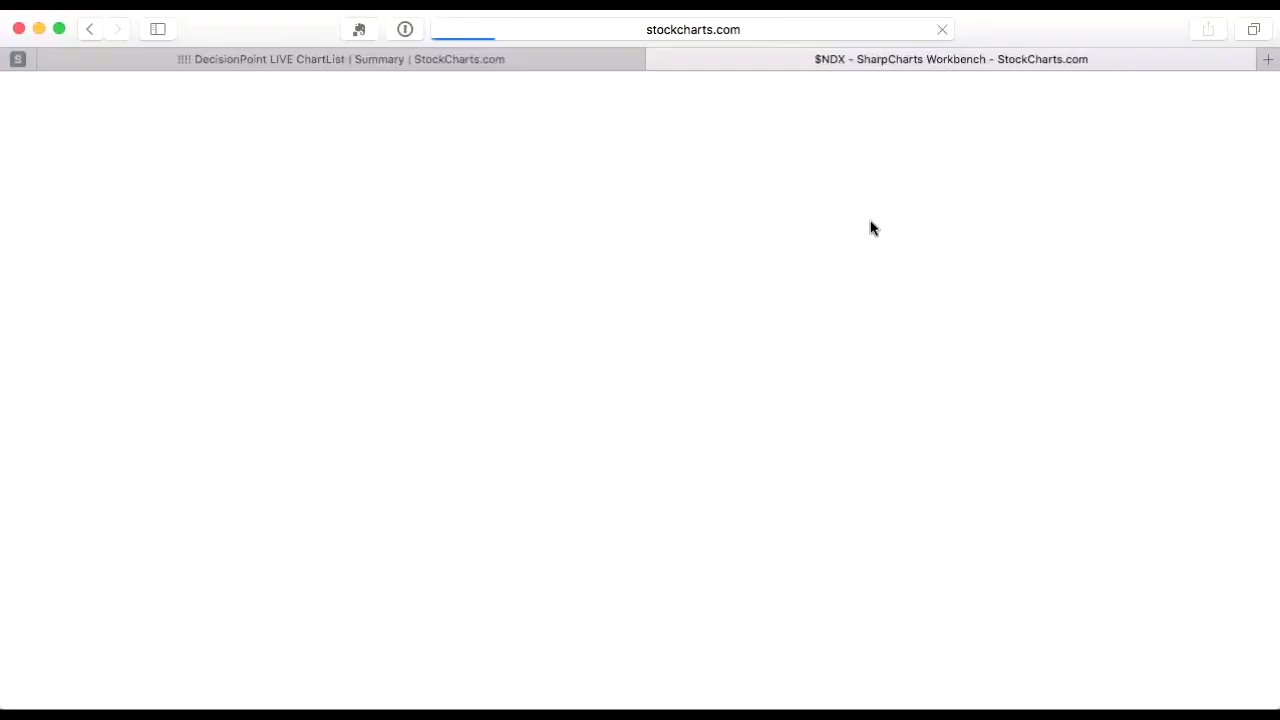 stockcharts.com
S
!!!! DecisionPoint LIVE ChartList | Summary | StockCharts.com
$NDX - SharpCharts Workbench - StockCharts.com